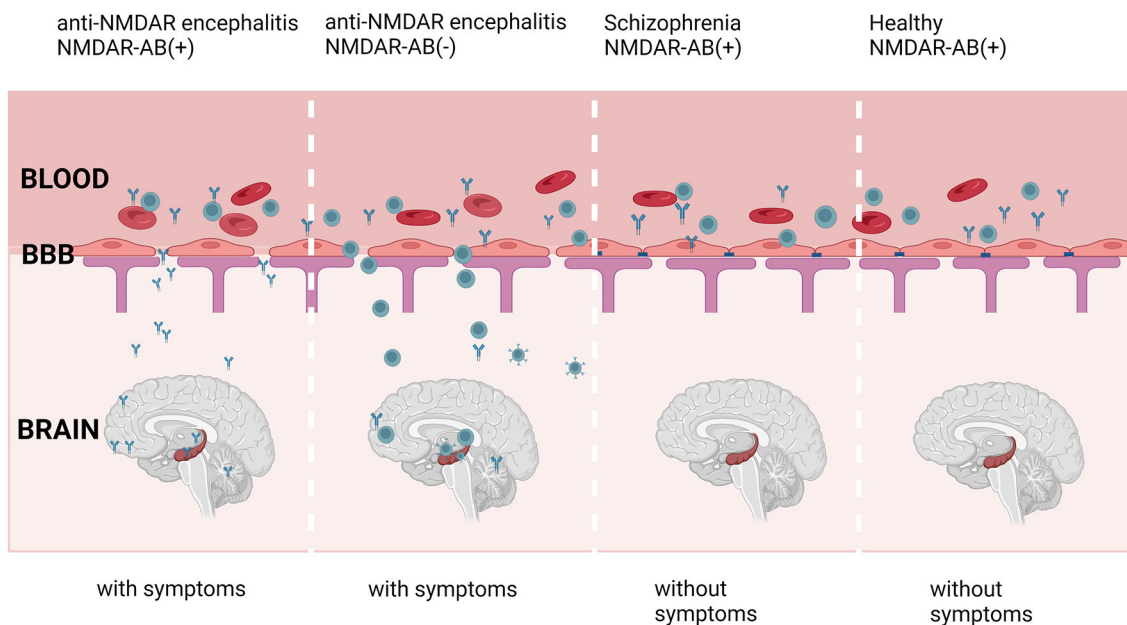 anti-NMDAR encephalitis
NMDAR-AB(+)
anti-NMDAR encephalitis
NMDAR-AB(-)
Schizophrenia
NMDAR-AB(+)
Healthy
NMDAR-AB(+)
BLOOD
BBB
BRAIN
with symptoms
with symptoms
without
symptoms
without
symptoms